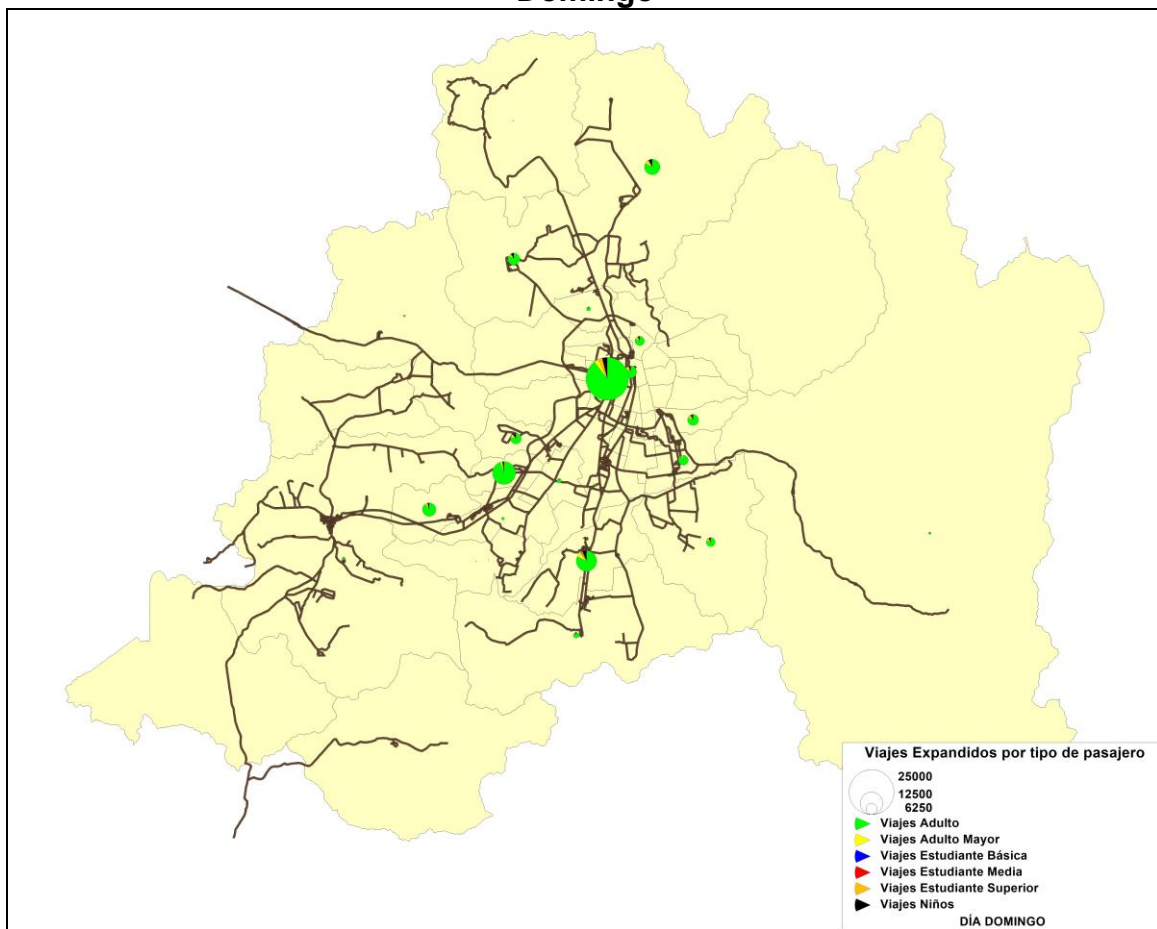 Domingo
Viajes Expandidos por tipo de pasajero
25000
12500
6250
Viajes Adulto
Viajes Adulto Mayor
Viajes Estudiante Básica
Viajes Estudiante Media
Viajes Estudiante Superior
Viajes Niños
DÍA DOMINGO